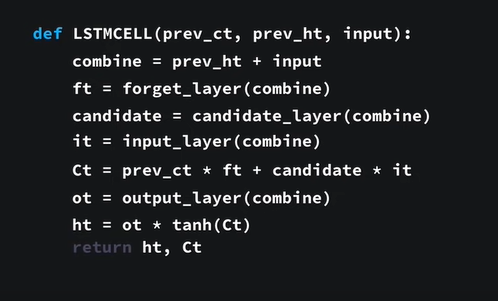 def LSTMCELL(prev_ct, prev_ht, input):
combine = prev_ht + input
ft = forget_layer(combine)
candidate = candidate_layer(combine)
it = input_layer(combine)
Ct = prev_ct * ft + candidate * it
ot = output_layer(combine)
ht = ot * tanh(Ct)
return ht, Ct